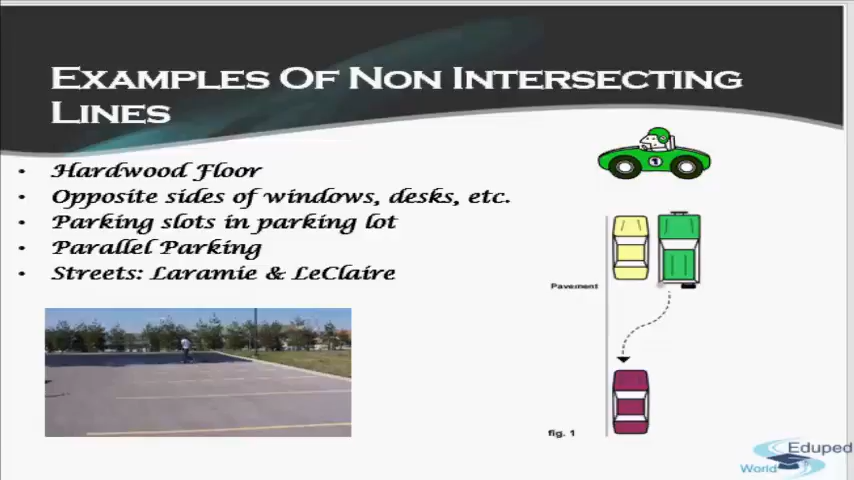 Examples Of Non Intersecting
Lines
• Hardwood Floor
• Opposite sides of windows, desks, etc.
• Parking slots in parking lot
• Parallel Parking
• Streets: Laramie & LeClaire
1
Pavement
fig. 1
Eduped
World